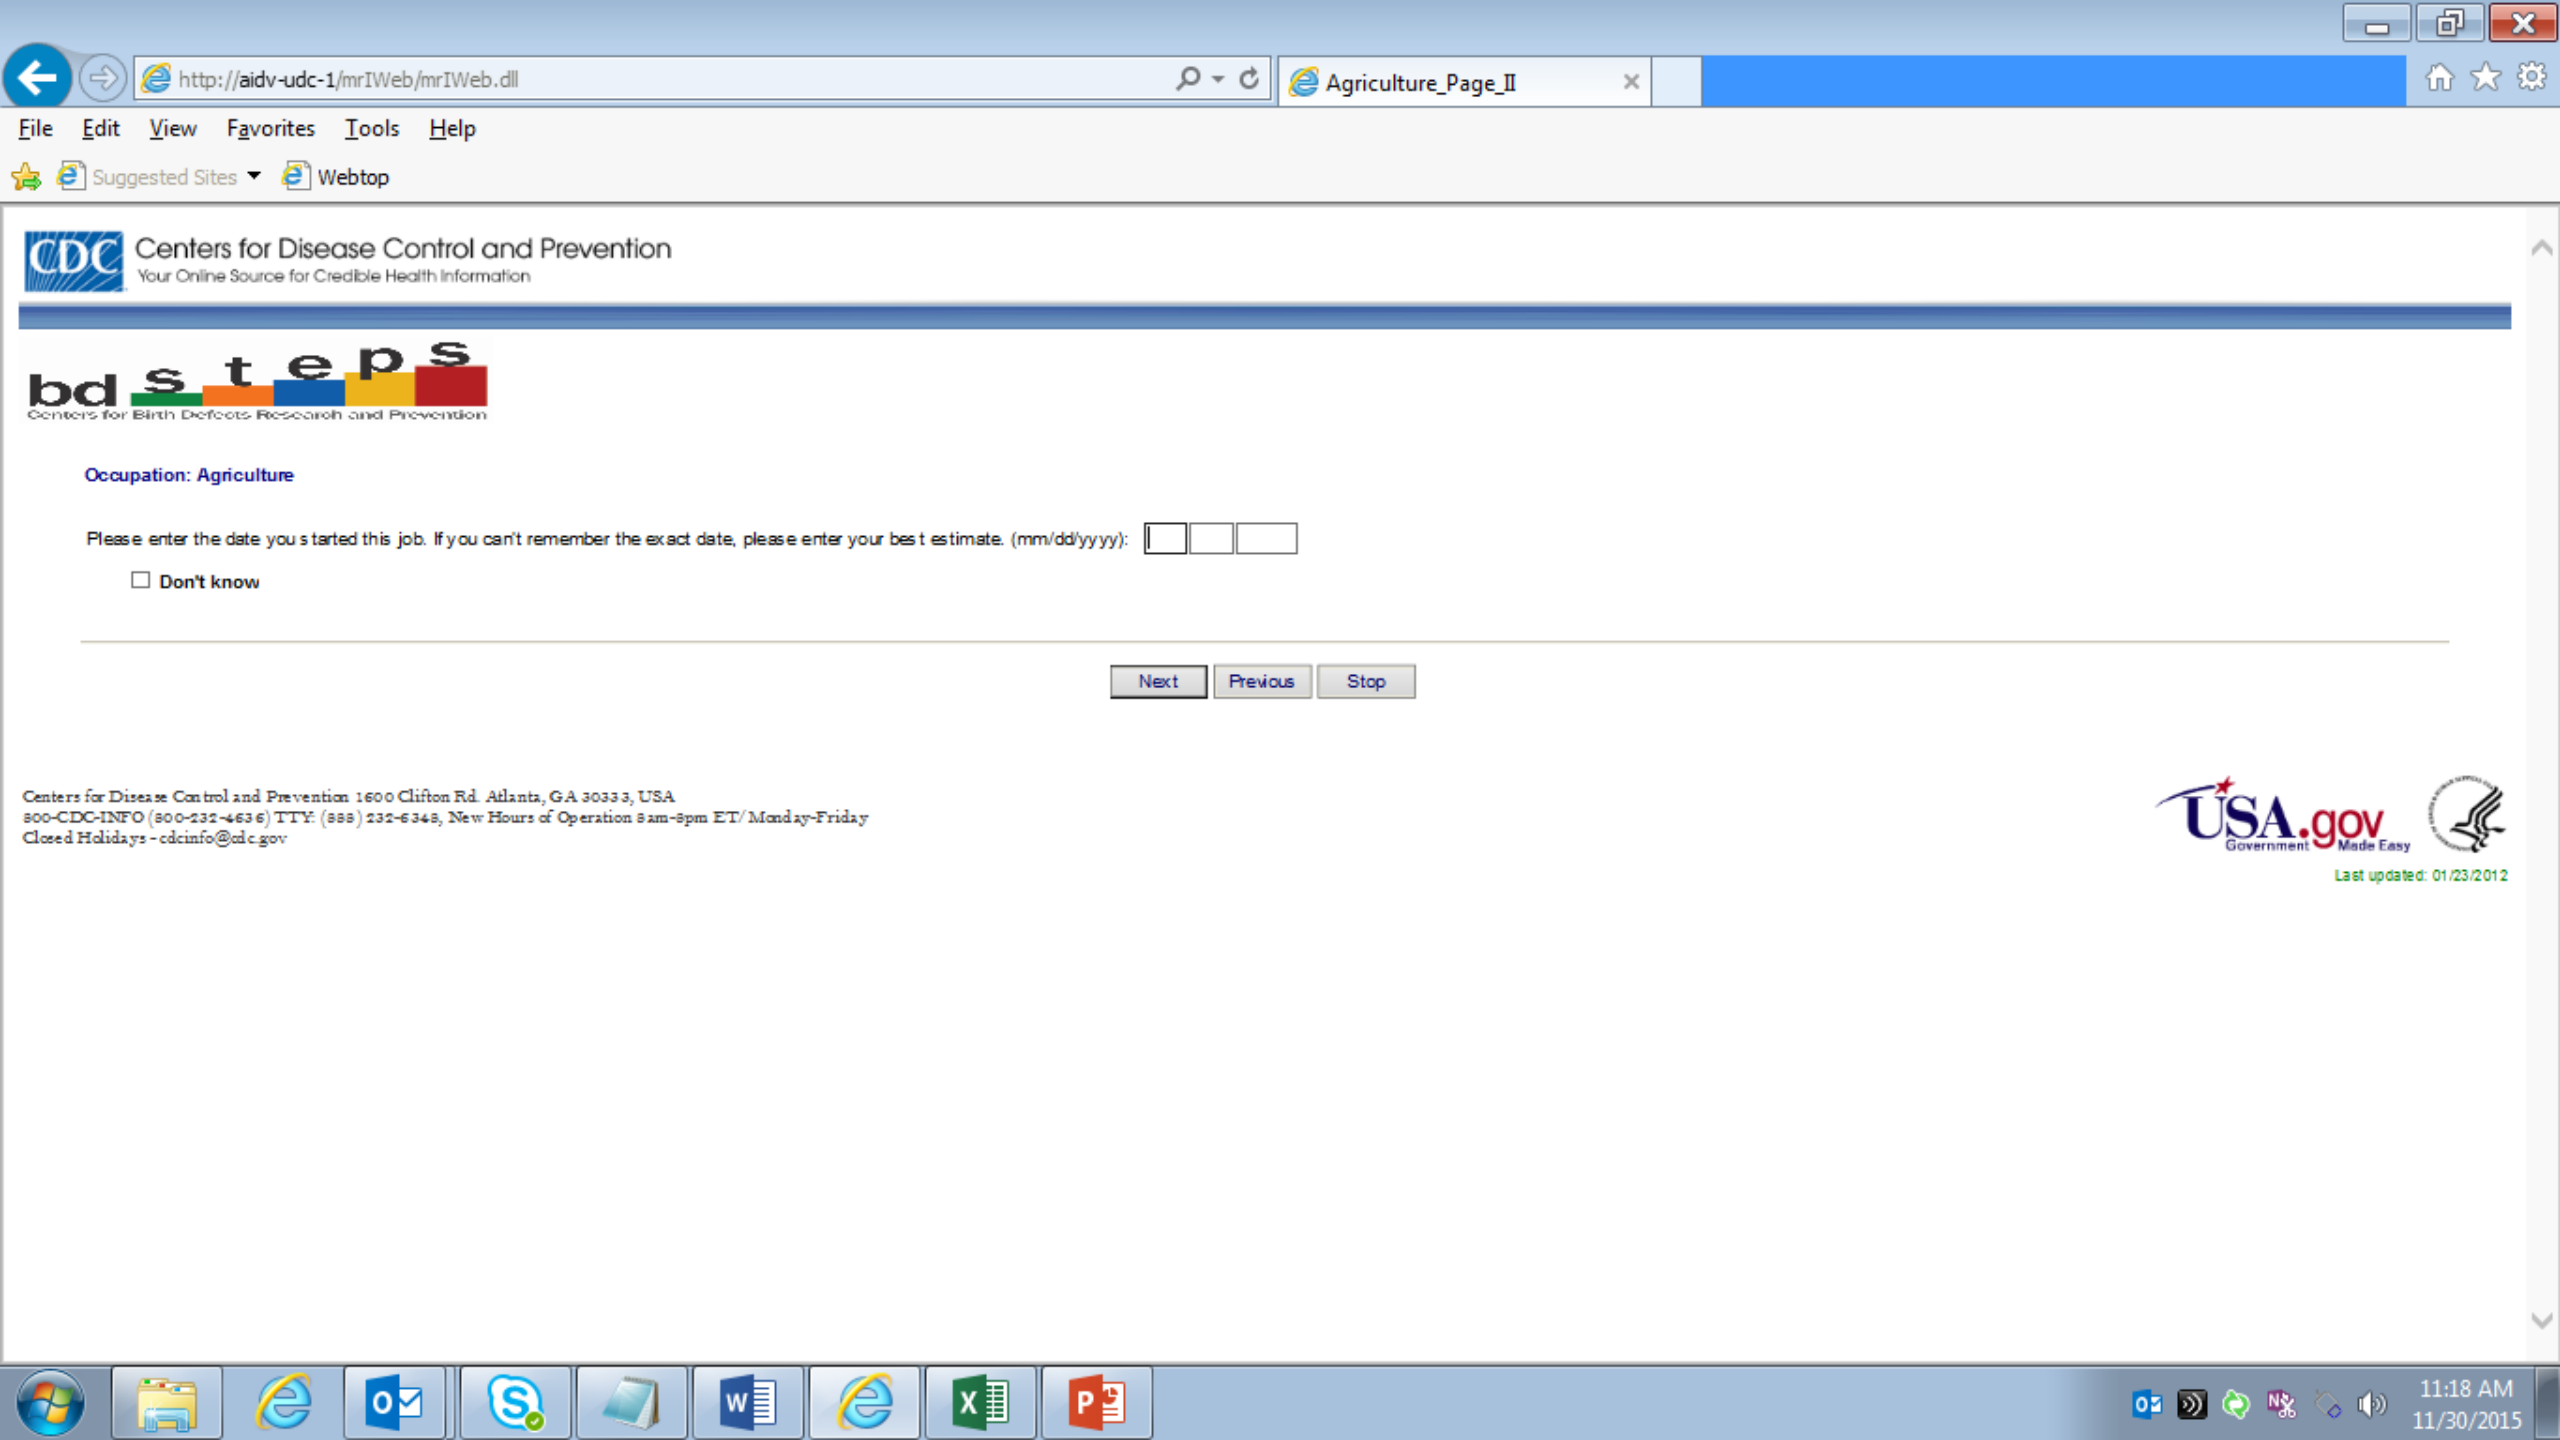 http://aidv-udc-1/mrIWeb/mrIWeb.dll
Agriculture_Page_II
File Edit View Favorites Tools Help
Suggested Sites Webtop
CDC Centers for Disease Control and Prevention
Your Online Source for Credible Health Information
bd steps
Centers for Birth Defects Research and Prevention
Occupation: Agriculture
Please enter the date you started this job. If you can't remember the exact date, please enter your best estimate. (mm/dd/yyyy):
Don't know
Next Previous Stop
Centers for Disease Control and Prevention 1600 Clifton Rd. Atlanta, GA 30333, USA
800-CDC-INFO (800-232-4636) TTY: (888) 232-6348, New Hours of Operation 8am-8pm ET/Monday-Friday
Closed Holidays - cdcinfo@cdc.gov
USA.gov
Government Made Easy
Last updated: 01/23/2012
11:18 AM
11/30/2015